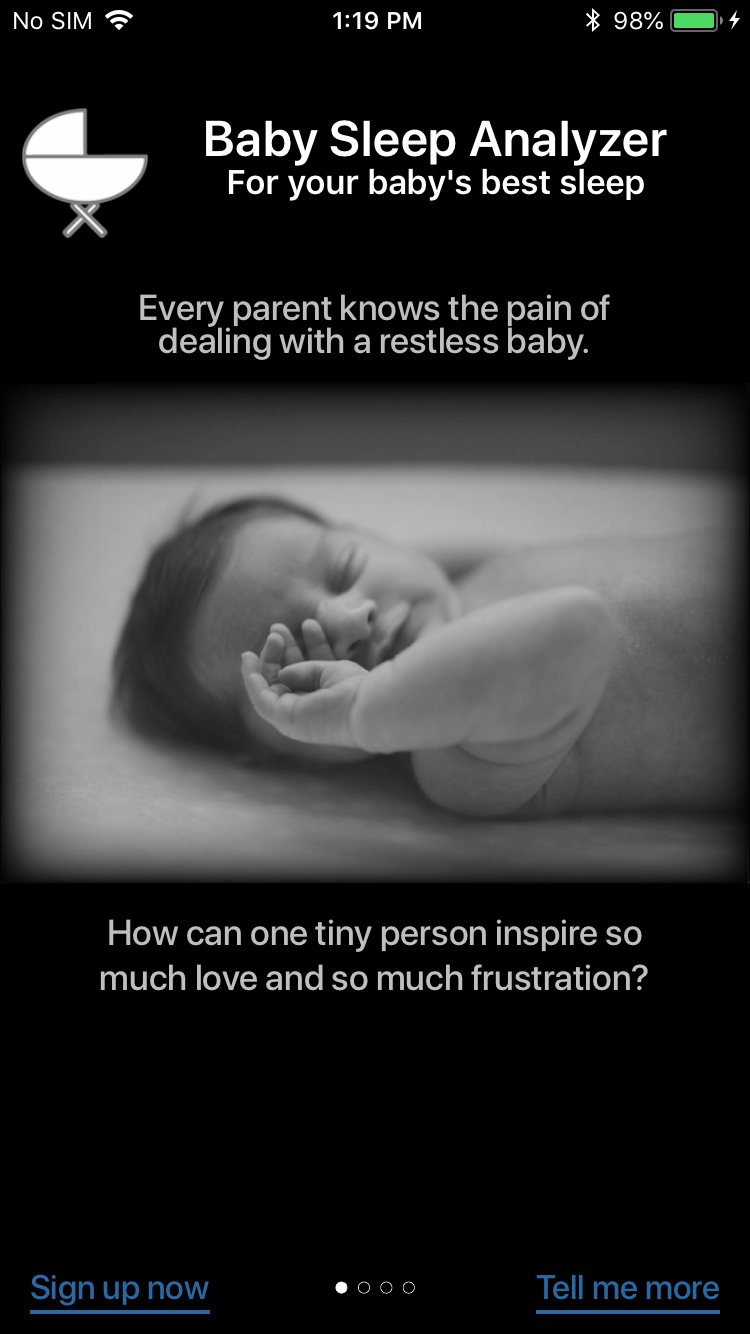 No SIM 1:19 PM 98%
Baby Sleep Analyzer
For your baby's best sleep
Every parent knows the pain of
dealing with a restless baby.
How can one tiny person inspire so
much love and so much frustration?
Sign up now Tell me more